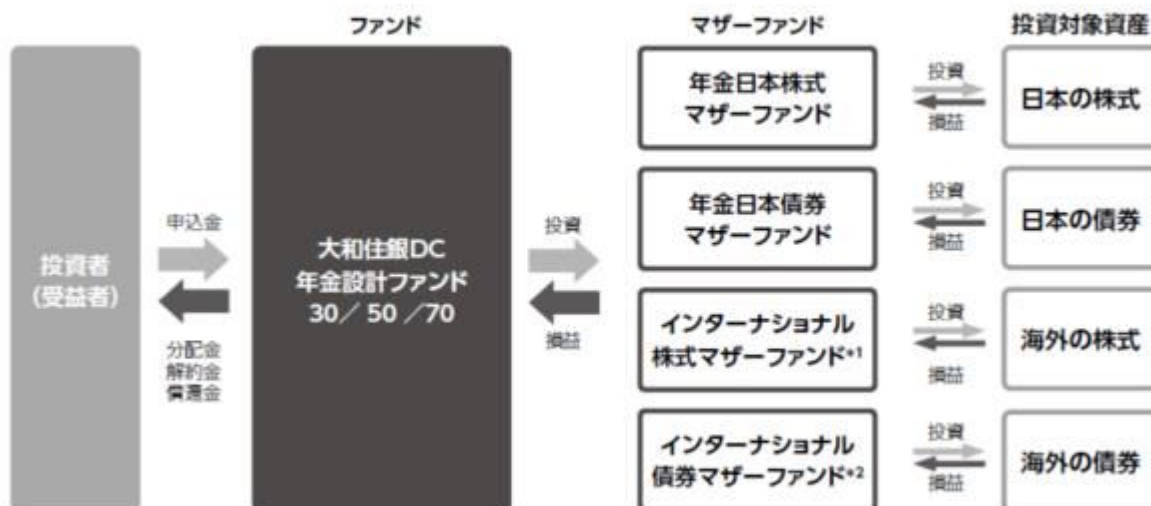 ファンド
マザーファンド
投資対象資産
投資者
(受益者)
申込金
分配金
解約金
償還金
大和住銀DC
年金設計ファンド
30/ 50 /70
投資
損益
年金日本株式
マザーファンド
投資
損益
日本の株式
年金日本債券
マザーファンド
投資
損益
日本の債券
インターナショナル
株式マザーファンド*1
投資
損益
海外の株式
インターナショナル
債券マザーファンド*2
投資
損益
海外の債券